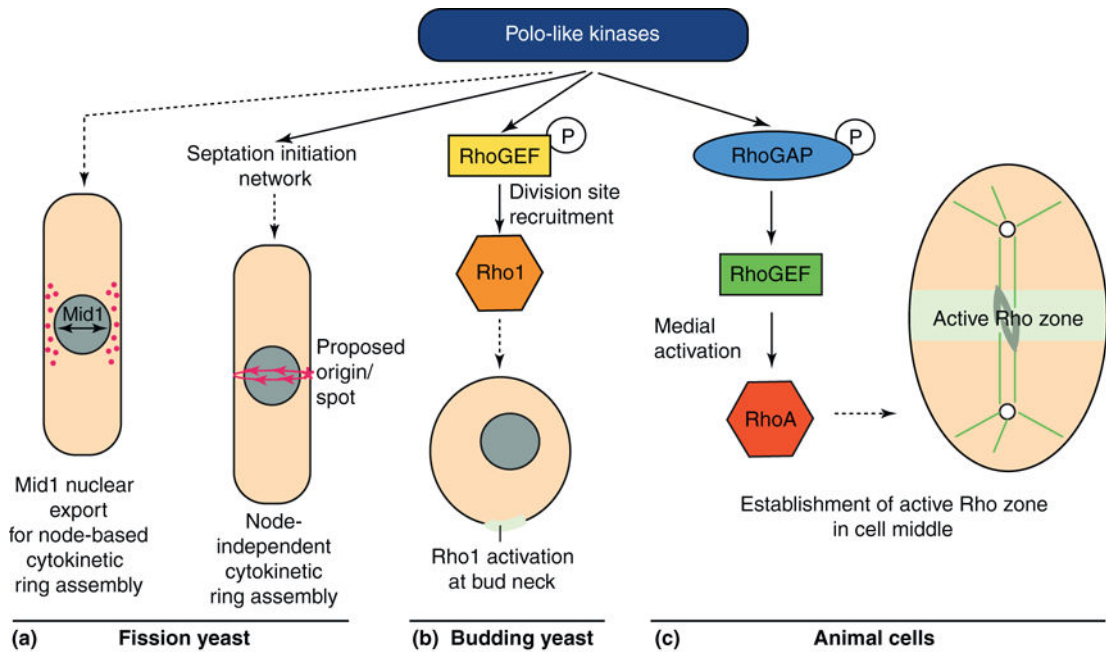 Polo-like kinases
Septation initiation
network
Mid1
Mid1 nuclear
export
for node-based
cytokinetic
ring assembly
Proposed
origin/
spot
Node-
independent
cytokinetic
ring assembly
(a) Fission yeast
RhoGEF
P
Division site
recruitment
Rho1
Rho1 activation
at bud neck
(b) Budding yeast
RhoGAP
P
RhoGEF
Medial
activation
RhoA
Active Rho zone
Establishment of active Rho zone
in cell middle
(c) Animal cells